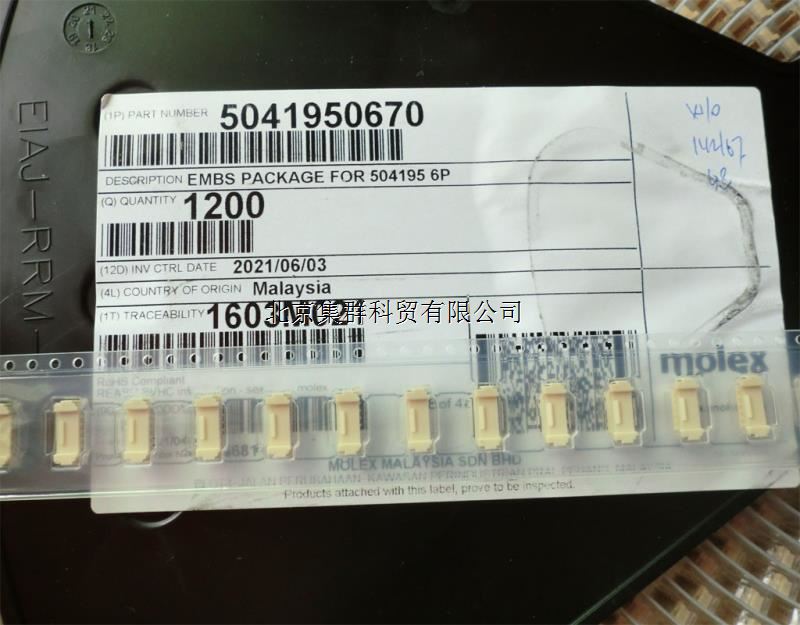 EIAJ-RRM-
(1P) PART NUMBER 5041950670
DESCRIPTION EMBS PACKAGE FOR 504195 6P
(Q) QUANTITY 1200
(12D) INV CTRL DATE 2021/06/03
(4L) COUNTRY OF ORIGIN Malaysia
(1T) TRACEABILITY
北京集群科贸有限公司
RoHS Compliant
molex
molex
MOLEX MALAYSIA SDN BHD
Products attached with this label, prove to be inspected.